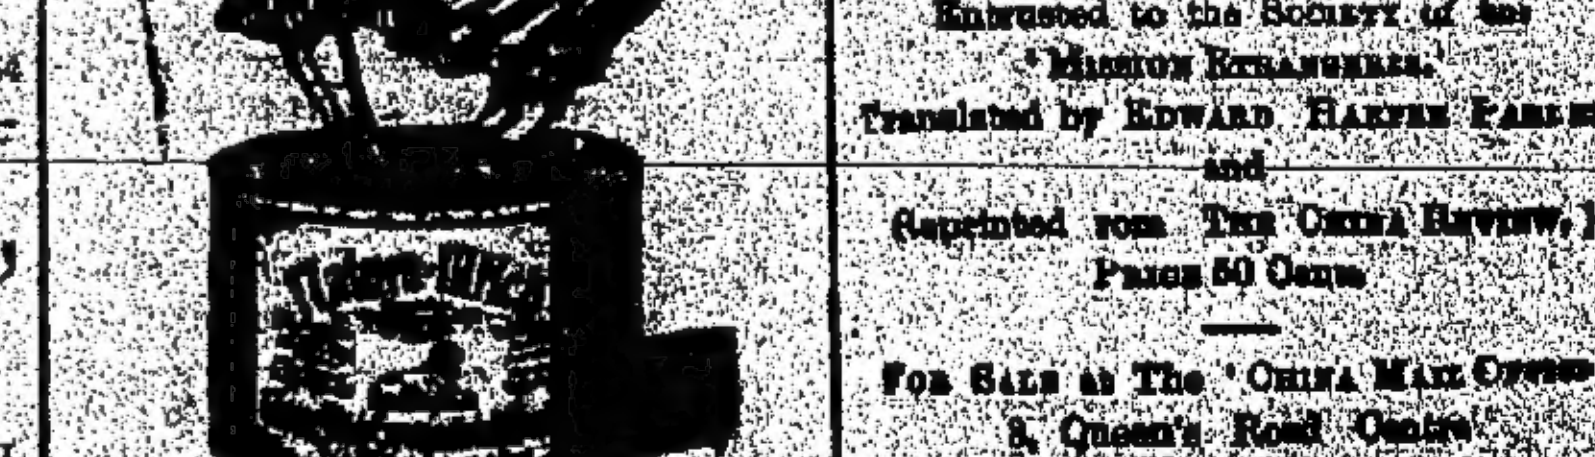 Entrusted to the SOCIETY of the
'MISSION ETRANGERES.'
Translated by EDWARD HARPER PARKER
and
Reprinted from THE CHINA REVIEW,
PRICE 50 Cents
FOR SALE at The 'CHINA MAIL OFFICE
Queen's Road Central